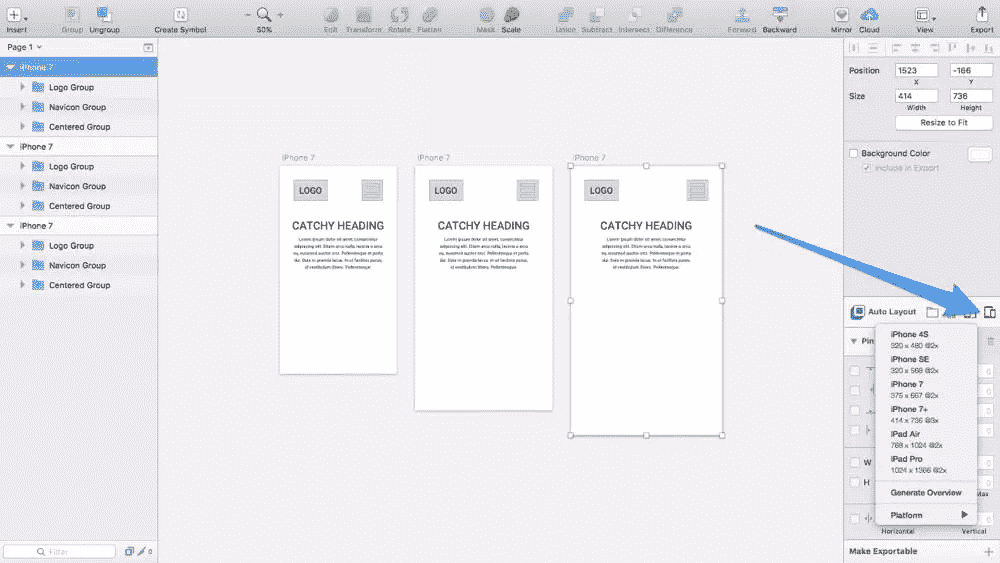 Insert
Group
Ungroup
Create Symbol
50%
Edit
Transform
Rotate
Flatten
Mask
Scale
Union
Subtract
Intersect
Difference
Forward
Backward
Mirror
Cloud
View
Export
Page 1
iPhone 7
Logo Group
Navicon Group
Centered Group
iPhone 7
Logo Group
Navicon Group
Centered Group
iPhone 7
Logo Group
Navicon Group
Centered Group
Filter
0
iPhone 7
LOGO
CATCHY HEADING
Lorem ipsum dolor sit amet, consectetur
adipiscing elit. Etiam arcu nulla, lacinia a arcu
eu, euismod auctor orci. Pellentesque in mauris
dui. Duis in gravida lacus. In ut facilisis purus,
at vestibulum libero. Pellentesque.
iPhone 7
LOGO
CATCHY HEADING
Lorem ipsum dolor sit amet, consectetur
adipiscing elit. Etiam arcu nulla, lacinia a arcu
eu, euismod auctor orci. Pellentesque in mauris
dui. Duis in gravida lacus. In ut facilisis purus,
at vestibulum libero. Pellentesque.
iPhone 7
LOGO
CATCHY HEADING
Lorem ipsum dolor sit amet, consectetur
adipiscing elit. Etiam arcu nulla, lacinia a arcu
eu, euismod auctor orci. Pellentesque in mauris
dui. Duis in gravida lacus. In ut facilisis purus,
at vestibulum libero. Pellentesque.
Position 1523 -166
X Y
Size 414 736
Width Height
Resize to Fit
Background Color
Include in Export
Auto Layout
Pin
iPhone 4S
320 x 480 @2x
iPhone SE
320 x 568 @2x
iPhone 7
375 x 667 @2x
iPhone 7+
414 x 736 @3x
iPad Air
768 x 1024 @2x
iPad Pro
1024 x 1366 @2x
Generate Overview
Platform
W
H
Max
Horizontal Vertical
Make Exportable